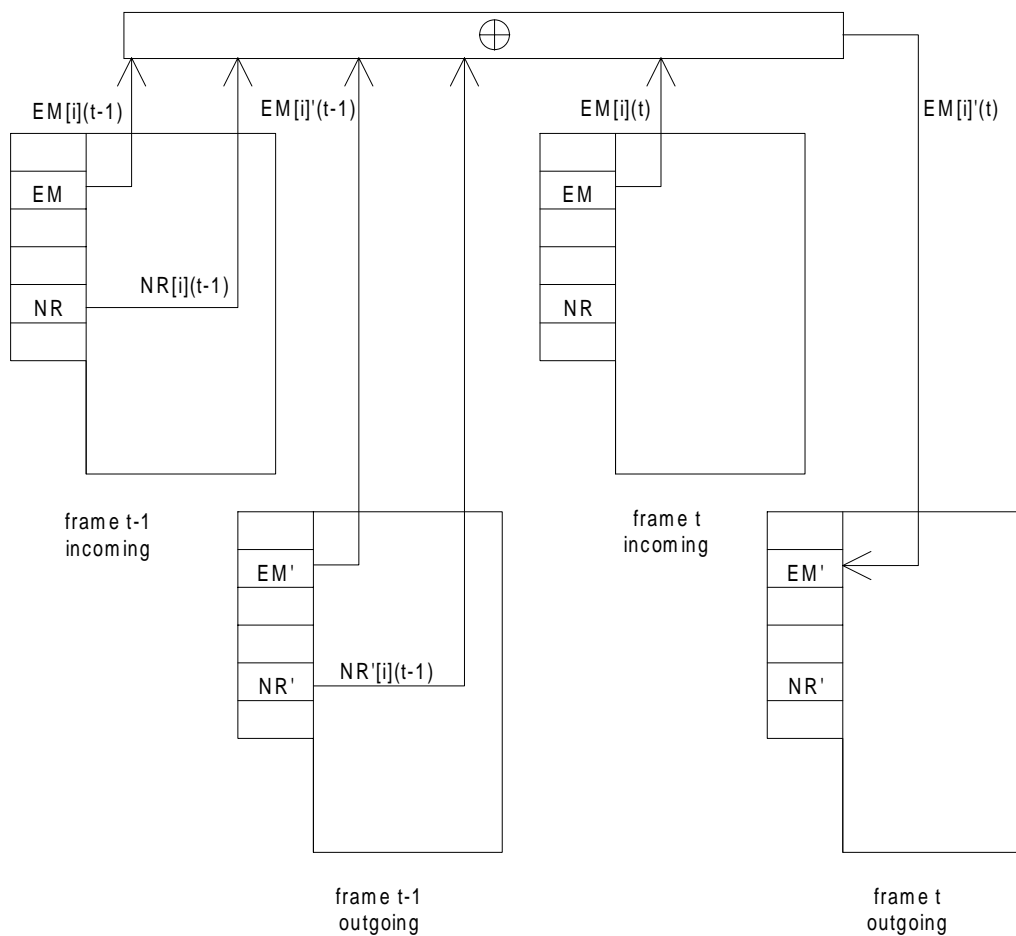 EM[i](t-1)
EM[i]'(t-1)
EM[i](t)
EM[i]'(t)
EM
EM
NR[i](t-1)
NR
NR
frame t-1
incoming
frame t
incoming
EM'
EM'
NR'[i](t-1)
NR'
NR'
frame t-1
outgoing
frame t
outgoing